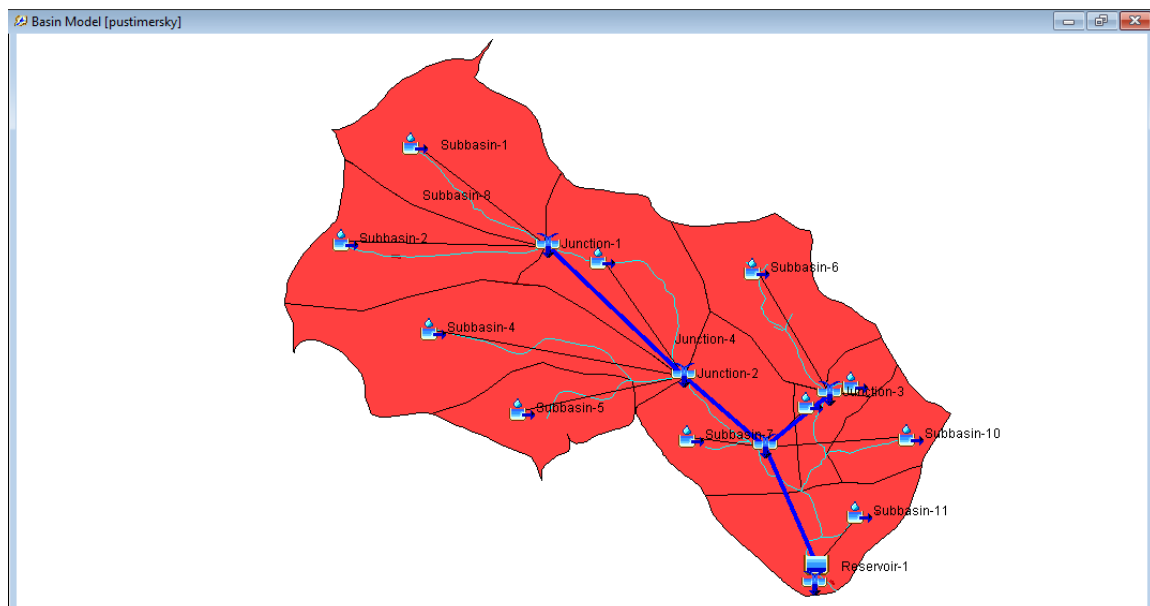 Basin Model [pustimersky]
Subbasin-1
Subbasin-8
Subbasin-2
Junction-1
Subbasin-6
Subbasin-4
Junction-4
Junction-2
Junction-3
Subbasin-5
Subbasin-7
Subbasin-10
Subbasin-11
Reservoir-1